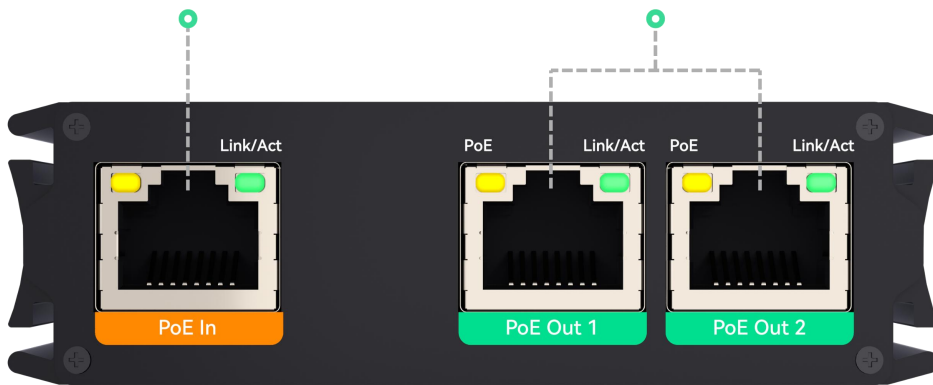 Link/Act
PoE Link/Act PoE Link/Act
PoE In
PoE Out 1
PoE Out 2